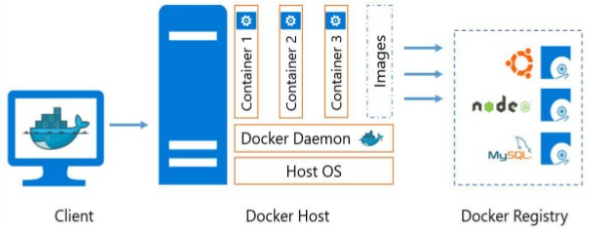 Container 1
Container 2
Container 3
Images
node
MySQL
Docker Daemon
Host OS
Client
Docker Host
Docker Registry